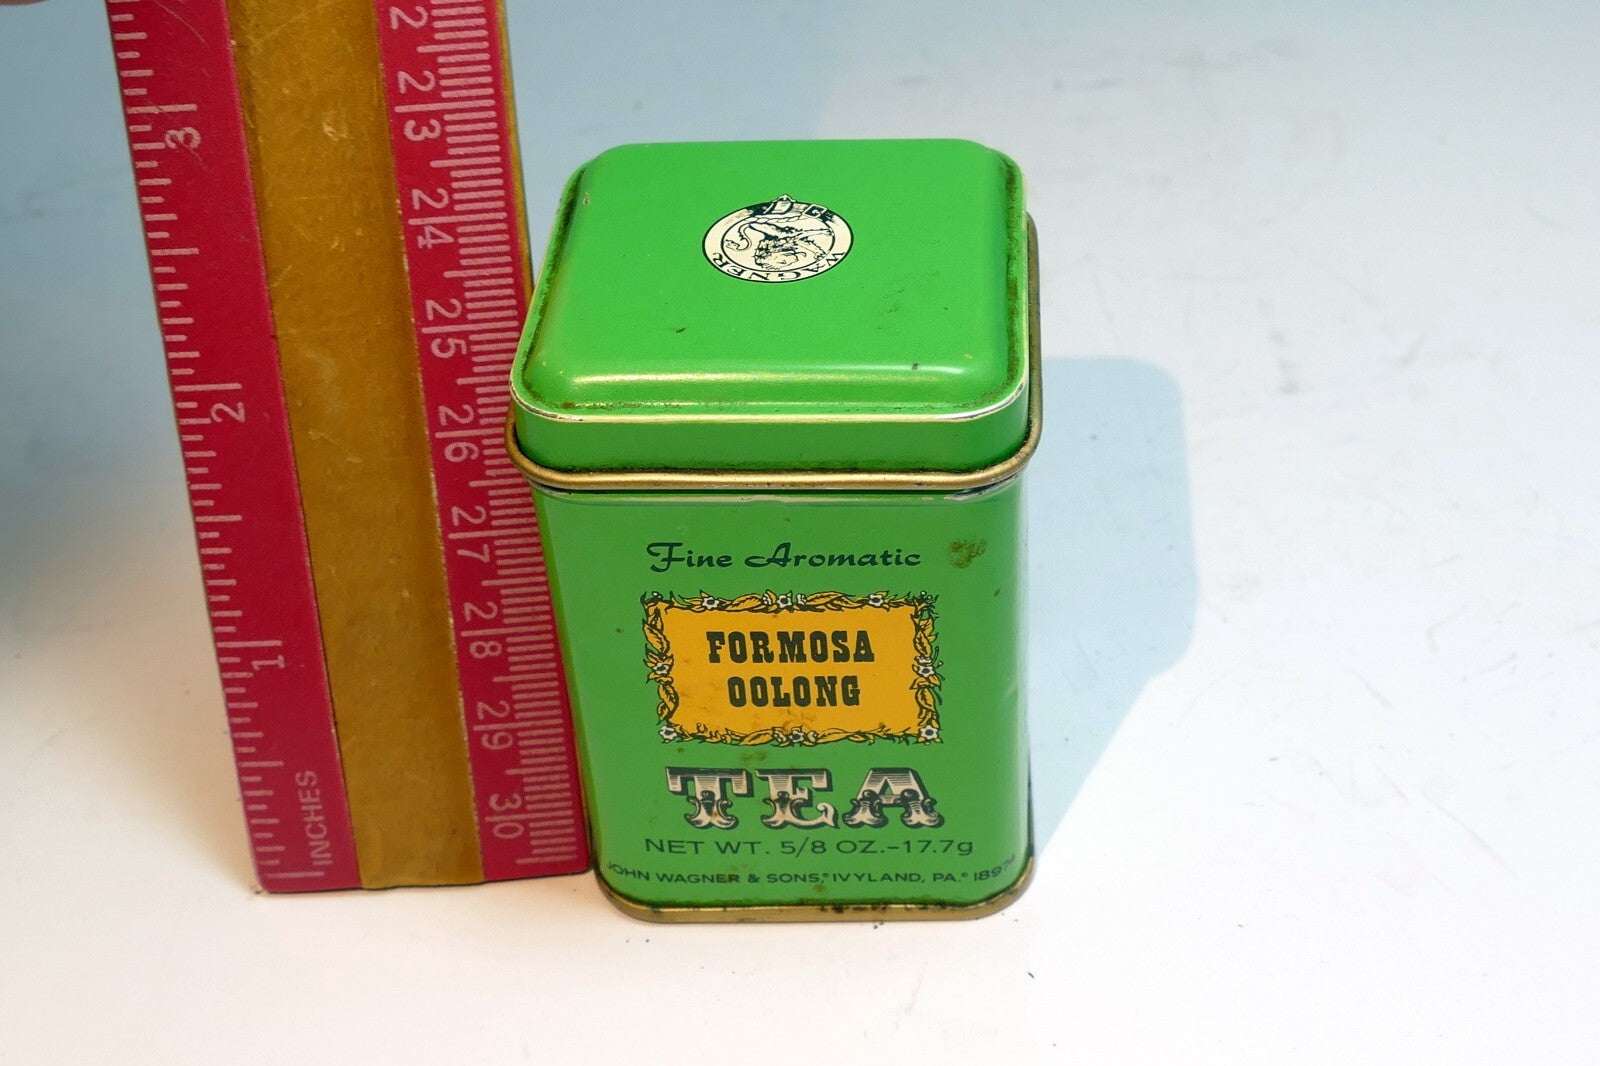 3
2
1
INCHES
23
24
25
26
27
28
29
30
WAGNER
Fine Aromatic
FORMOSA
OOLONG
TEA
NET WT. 5/8 OZ.-17.7g
JOHN WAGNER & SONS, IVYLAND, PA. 18974